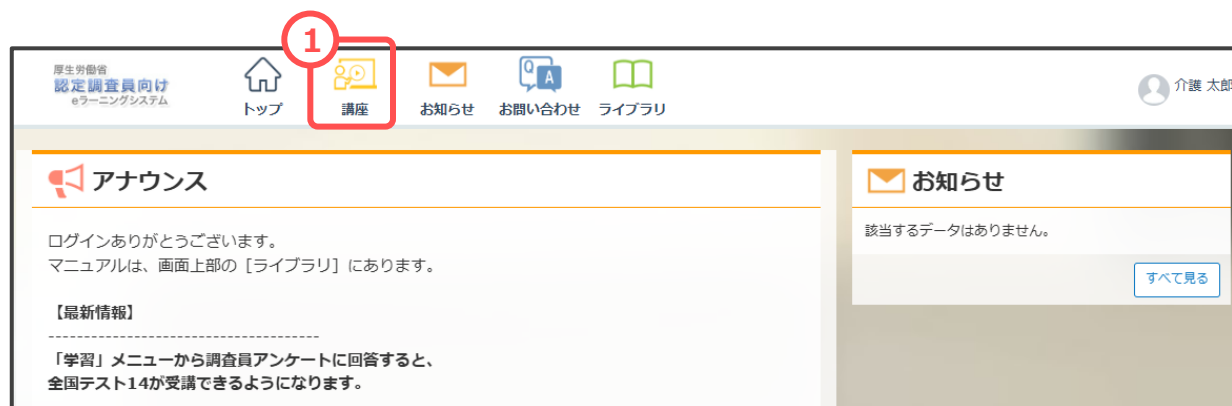 1
厚生労働省
認定調査員向け
eラーニングシステム
トップ
講座
お知らせ
Q A
お問い合わせ
ライブラリ
介護 太郎
アナウンス
ログインありがとうございます。
マニュアルは、画面上部の［ライブラリ］にあります。
【最新情報】
--------------------------------------
「学習」メニューから調査員アンケートに回答すると、
全国テスト14が受講できるようになります。
お知らせ
該当するデータはありません。
すべて見る